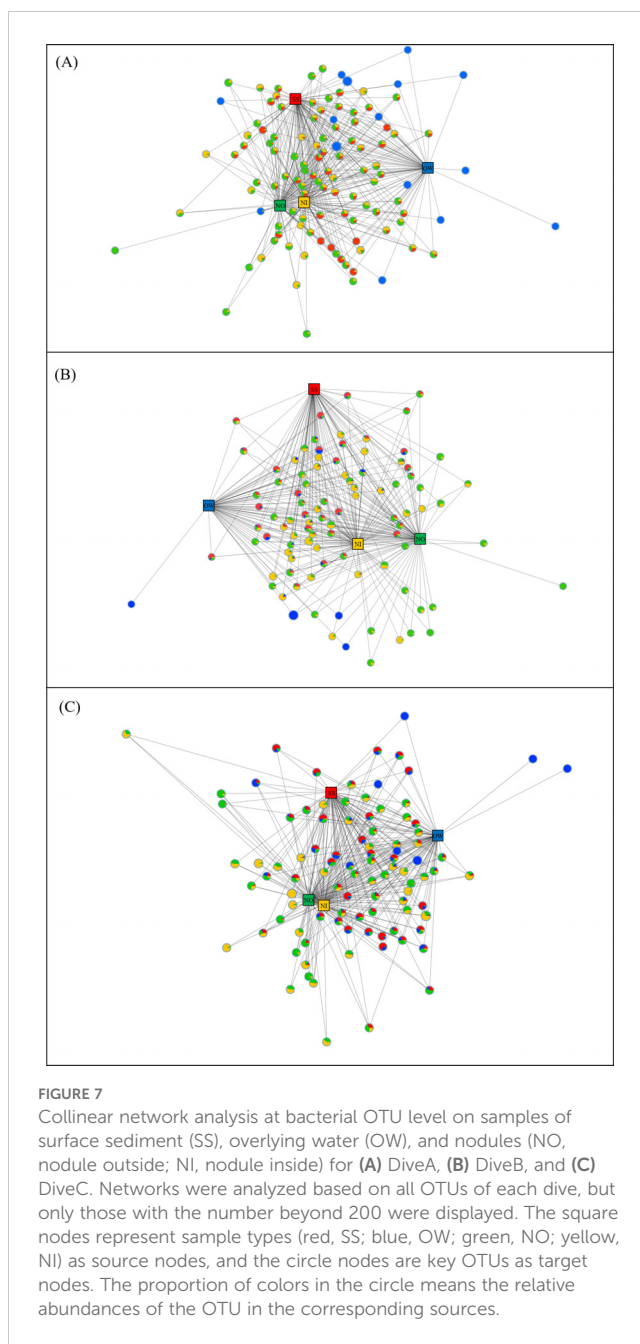 (A)
SS
OW
NO
NI
(B)
SS
OW
NI
NO
(C)
SS
OW
NO
NI
FIGURE 7
Collinear network analysis at bacterial OTU level on samples of
surface sediment (SS), overlying water (OW), and nodules (NO,
nodule outside; NI, nodule inside) for (A) DiveA, (B) DiveB, and (C)
DiveC. Networks were analyzed based on all OTUs of each dive, but
only those with the number beyond 200 were displayed. The square
nodes represent sample types (red, SS; blue, OW; green, NO; yellow,
NI) as source nodes, and the circle nodes are key OTUs as target
nodes. The proportion of colors in the circle means the relative
abundances of the OTU in the corresponding sources.